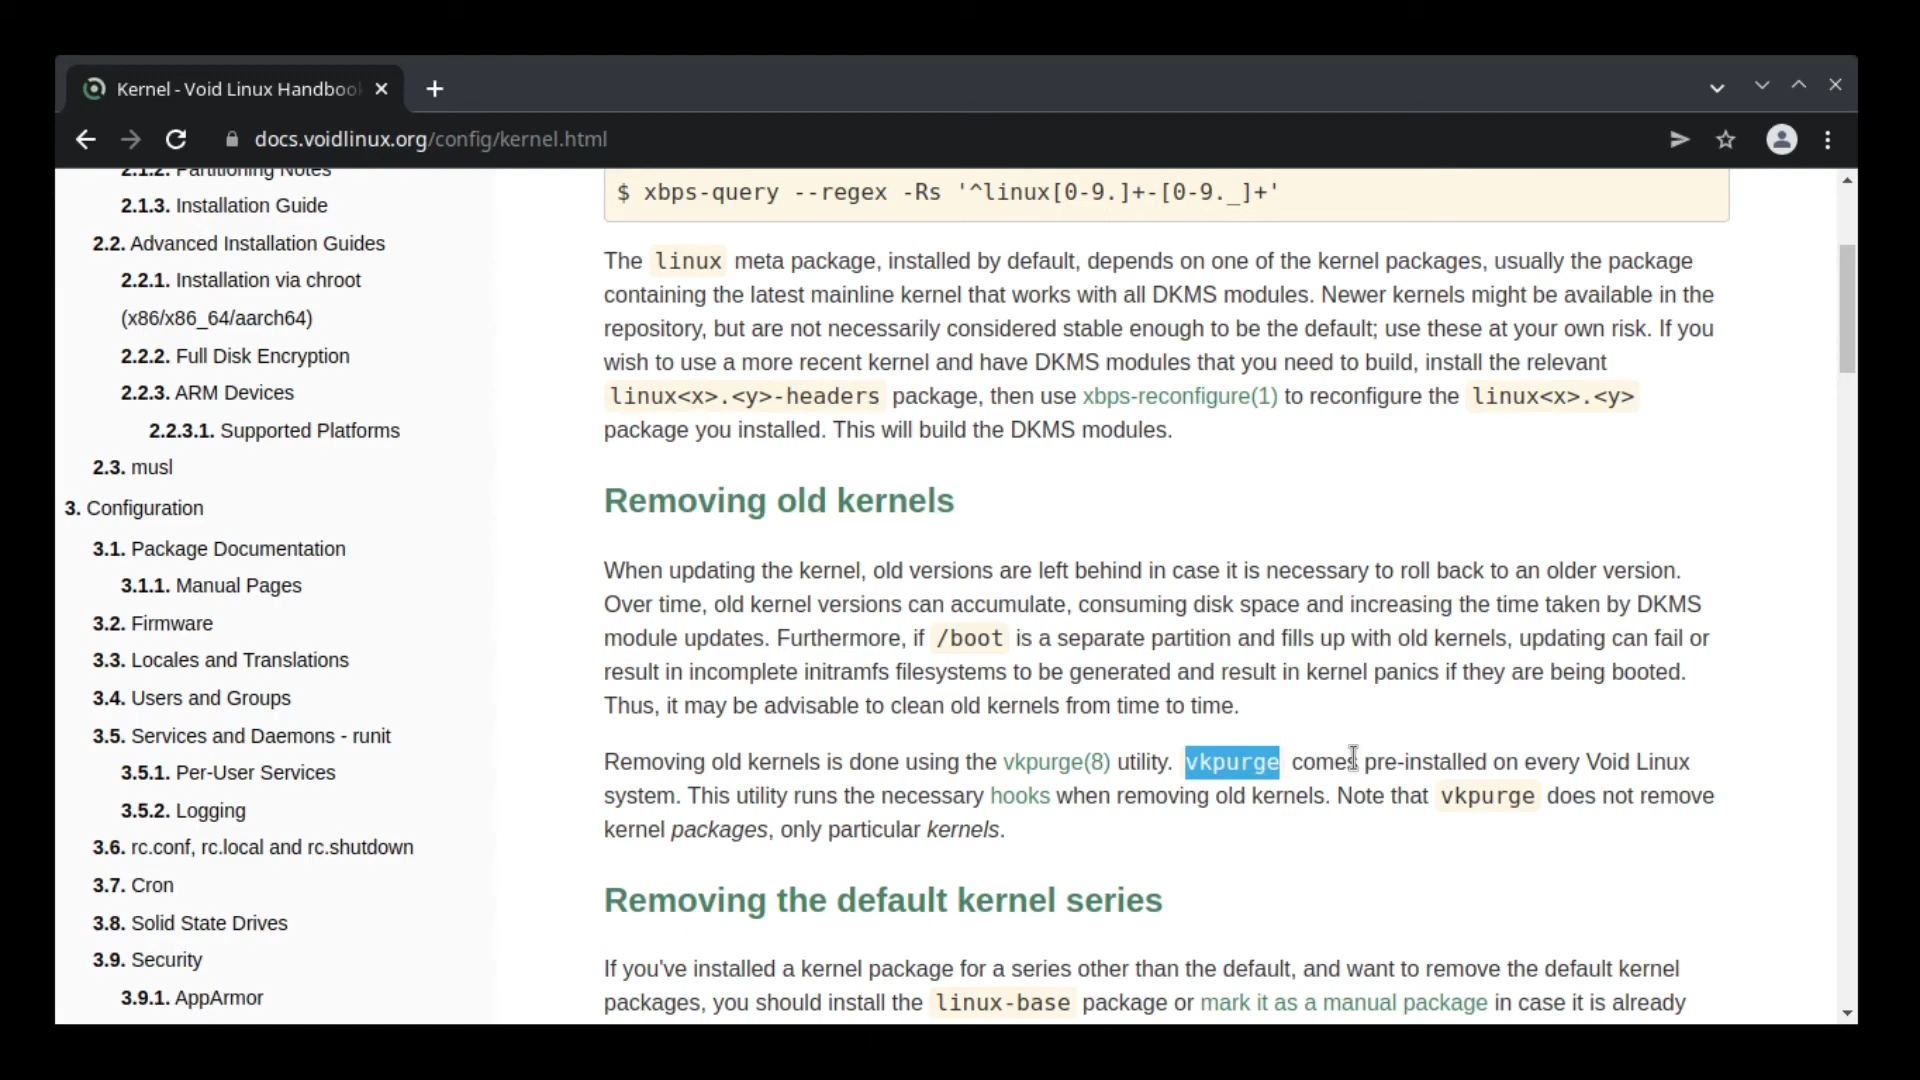 Kernel - Void Linux Handboo
docs.voidlinux.org/config/kernel.html
2.1.2. Partitioning Notes
2.1.3. Installation Guide
2.2. Advanced Installation Guides
2.2.1. Installation via chroot
(x86/x86_64/aarch64)
2.2.2. Full Disk Encryption
2.2.3. ARM Devices
2.2.3.1. Supported Platforms
2.3. musl
3. Configuration
3.1. Package Documentation
3.1.1. Manual Pages
3.2. Firmware
3.3. Locales and Translations
3.4. Users and Groups
3.5. Services and Daemons - runit
3.5.1. Per-User Services
3.5.2. Logging
3.6. rc.conf, rc.local and rc.shutdown
3.7. Cron
3.8. Solid State Drives
3.9. Security
3.9.1. AppArmor
$ xbps-query --regex -Rs '^linux[0-9.]+-[0-9._]+'
The linux meta package, installed by default, depends on one of the kernel packages, usually the package
containing the latest mainline kernel that works with all DKMS modules. Newer kernels might be available in the
repository, but are not necessarily considered stable enough to be the default; use these at your own risk. If you
wish to use a more recent kernel and have DKMS modules that you need to build, install the relevant
linux<x>.<y>-headers package, then use xbps-reconfigure(1) to reconfigure the linux<x>.<y>
package you installed. This will build the DKMS modules.
Removing old kernels
When updating the kernel, old versions are left behind in case it is necessary to roll back to an older version.
Over time, old kernel versions can accumulate, consuming disk space and increasing the time taken by DKMS
module updates. Furthermore, if /boot is a separate partition and fills up with old kernels, updating can fail or
result in incomplete initramfs filesystems to be generated and result in kernel panics if they are being booted.
Thus, it may be advisable to clean old kernels from time to time.
Removing old kernels is done using the vkpurge(8) utility. vkpurge comes pre-installed on every Void Linux
system. This utility runs the necessary hooks when removing old kernels. Note that vkpurge does not remove
kernel packages, only particular kernels.
Removing the default kernel series
If you've installed a kernel package for a series other than the default, and want to remove the default kernel
packages, you should install the linux-base package or mark it as a manual package in case it is already